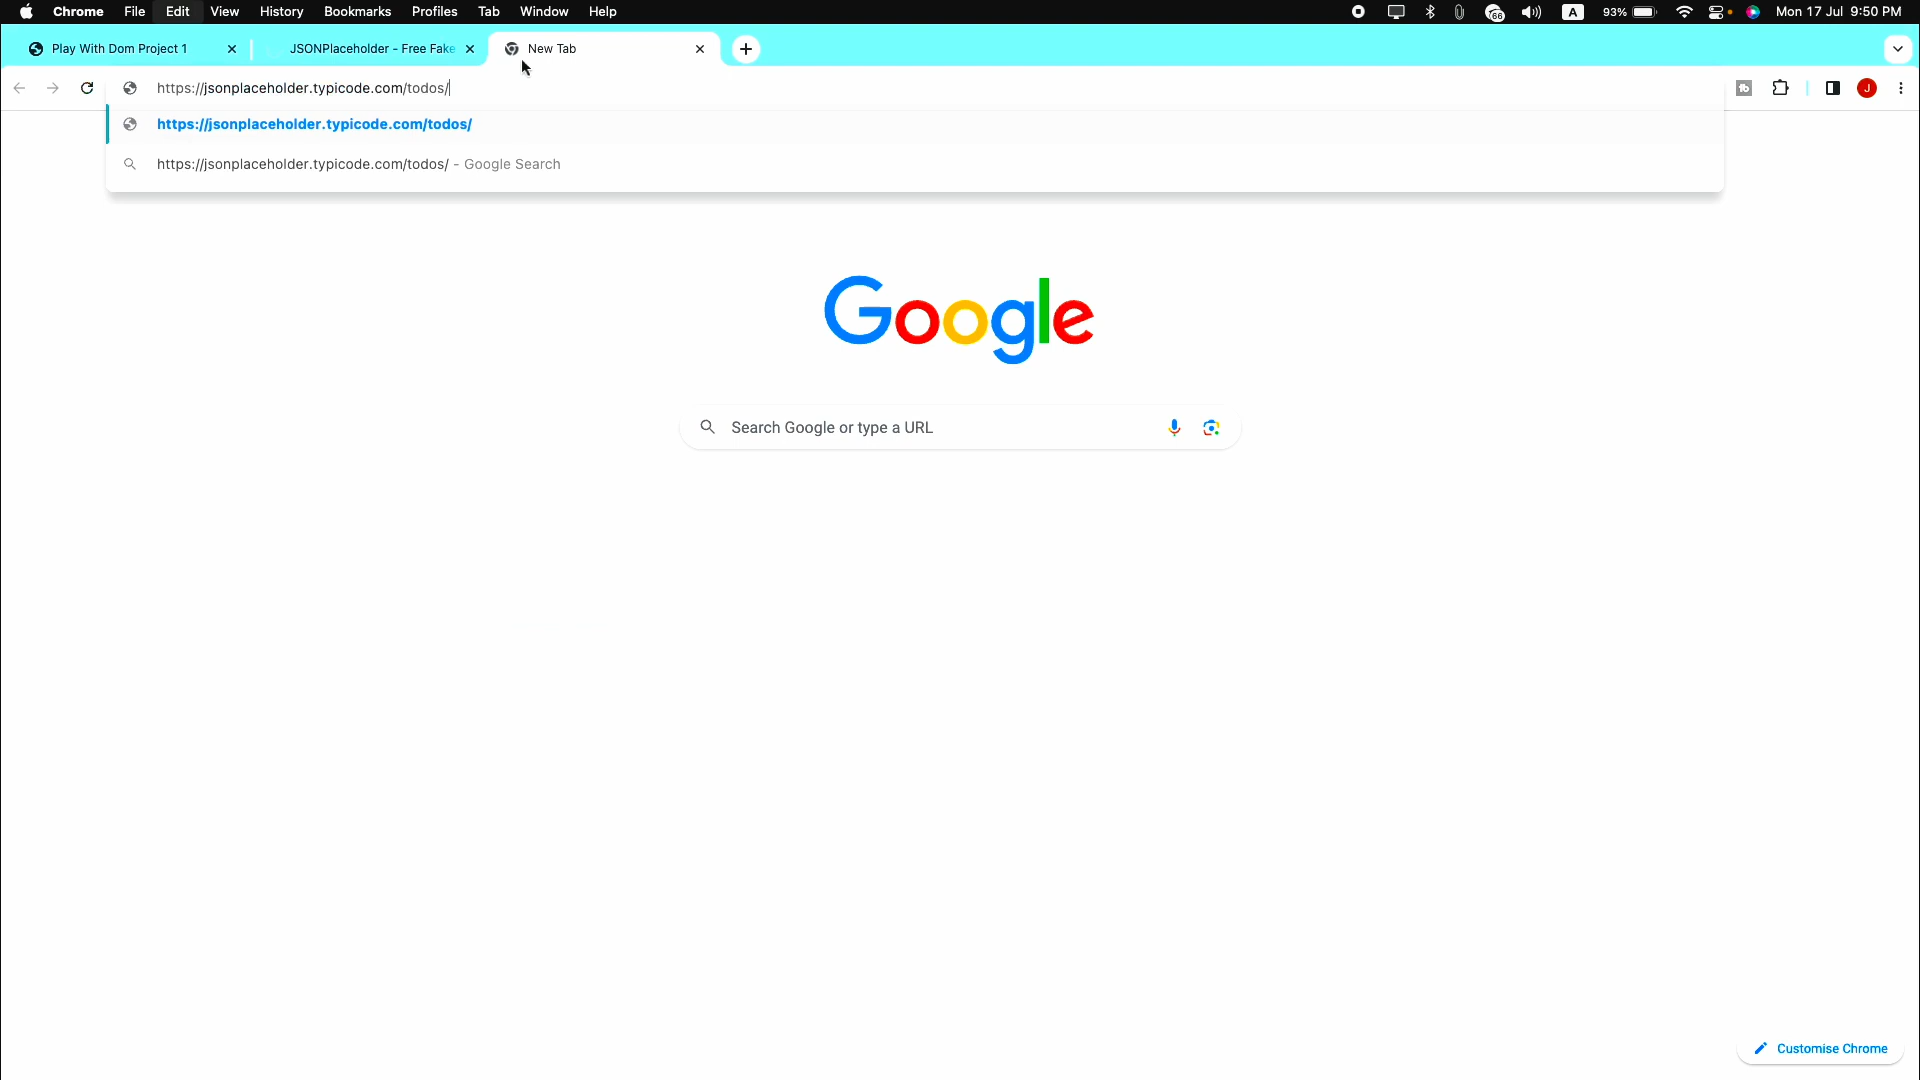 Chrome File Edit View History Bookmarks Profiles Tab Window Help 66 A 93% Mon 17 Jul 9:50 PM
Play With Dom Project 1 JSONPlaceholder - Free Fake New Tab
https://jsonplaceholder.typicode.com/todos/ J
https://jsonplaceholder.typicode.com/todos/
https://jsonplaceholder.typicode.com/todos/ - Google Search
Google
Search Google or type a URL
Customise Chrome